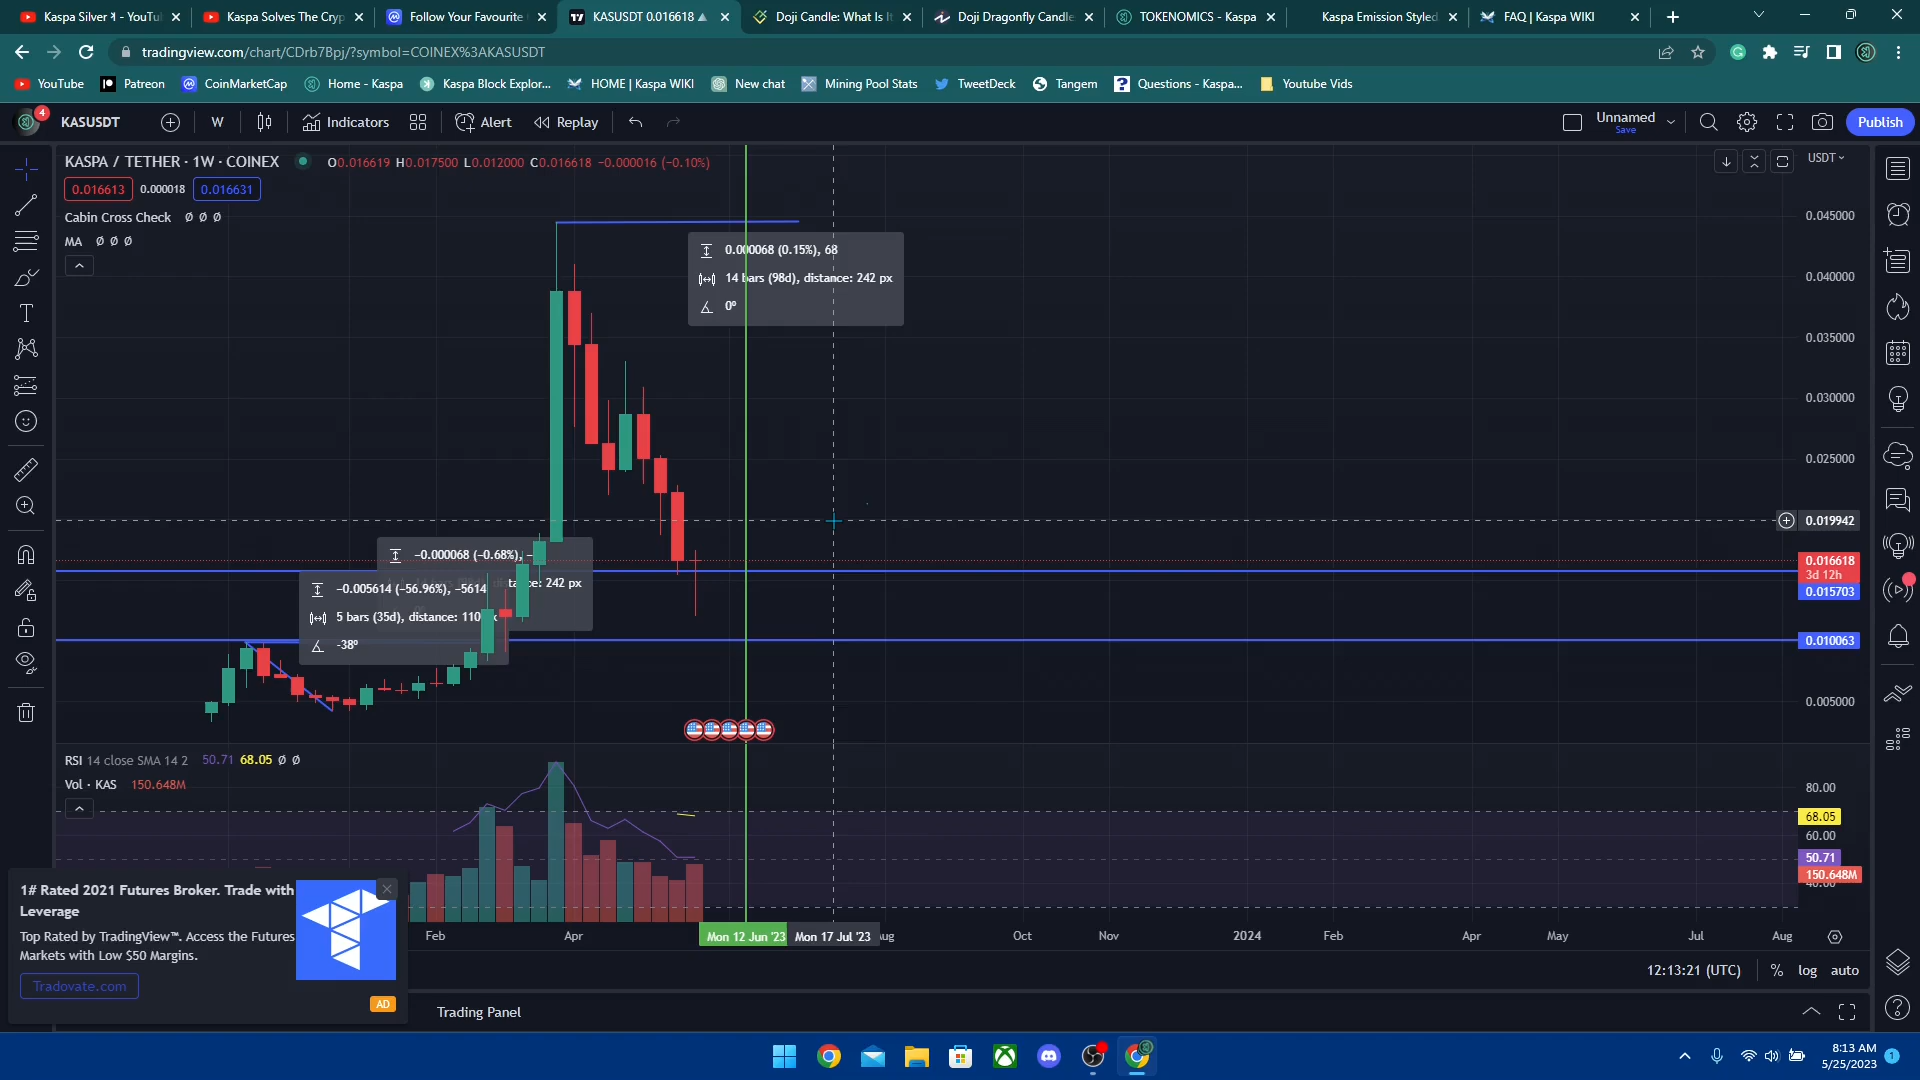 Kaspa Silver र - YouTu
Kaspa Solves The Cryp
Follow Your Favourite
KASUSDT 0.016618
Doji Candle: What Is It
Doji Dragonfly Candle
TOKENOMICS - Kaspa
Kaspa Emission Styled
FAQ | Kaspa WIKI
tradingview.com/chart/CDrb7Bpj/?symbol=COINEX%3AKASUSDT
YouTube
Patreon
CoinMarketCap
Home - Kaspa
Kaspa Block Explor...
HOME | Kaspa WIKI
New chat
Mining Pool Stats
TweetDeck
Tangem
Questions - Kaspa...
Youtube Vids
4
KASUSDT
W
Indicators
Alert
Replay
Unnamed
Save
Publish
KASPA / TETHER · 1W · COINEX
O0.016619 H0.017500 L0.012000 C0.016618 −0.000016 (−0.10%)
USDT
0.016613
0.000018
0.016631
Cabin Cross Check Ø Ø Ø
MA Ø Ø Ø
0.000068 (0.15%), 68
14 bars (98d), distance: 242 px
0°
−0.000068 (−0.68%), −
tance: 242 px
−0.005614 (−56.96%), −5614
5 bars (35d), distance: 110
x
-38°
0.045000
0.040000
0.035000
0.030000
0.025000
0.019942
0.016618
3d 12h
0.015703
0.010063
0.005000
RSI 14 close SMA 14 2 50.71 68.05 Ø Ø
Vol · KAS 150.648M
80.00
68.05
60.00
50.71
150.648M
40.00
1# Rated 2021 Futures Broker. Trade with
Leverage
Top Rated by TradingView™. Access the Futures
Markets with Low $50 Margins.
Tradovate.com
AD
Feb
Apr
Mon 12 Jun '23
Mon 17 Jul '23
ug
Oct
Nov
2024
Feb
Apr
May
Jul
Aug
12:13:21 (UTC)
%
log
auto
Trading Panel
8:13 AM
5/25/2023
1